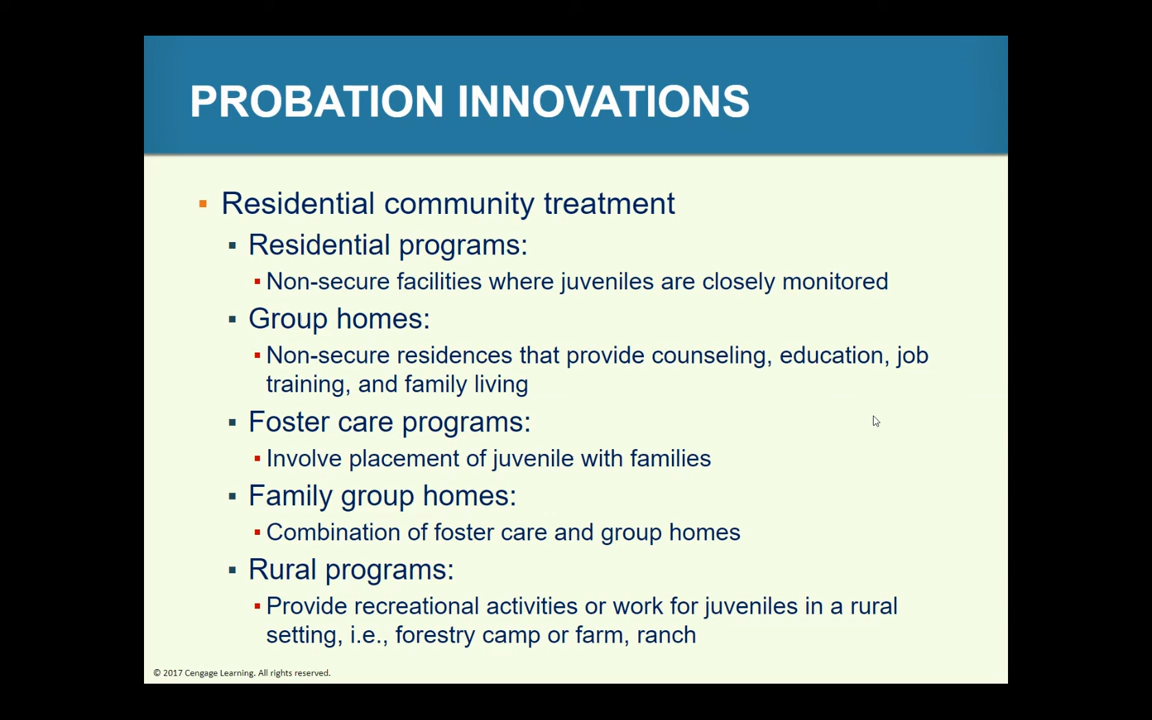 PROBATION INNOVATIONS
▪ Residential community treatment
▪ Residential programs:
▪ Non-secure facilities where juveniles are closely monitored
▪ Group homes:
▪ Non-secure residences that provide counseling, education, job
training, and family living
▪ Foster care programs:
▪ Involve placement of juvenile with families
▪ Family group homes:
▪ Combination of foster care and group homes
▪ Rural programs:
▪ Provide recreational activities or work for juveniles in a rural
setting, i.e., forestry camp or farm, ranch
© 2017 Cengage Learning. All rights reserved.